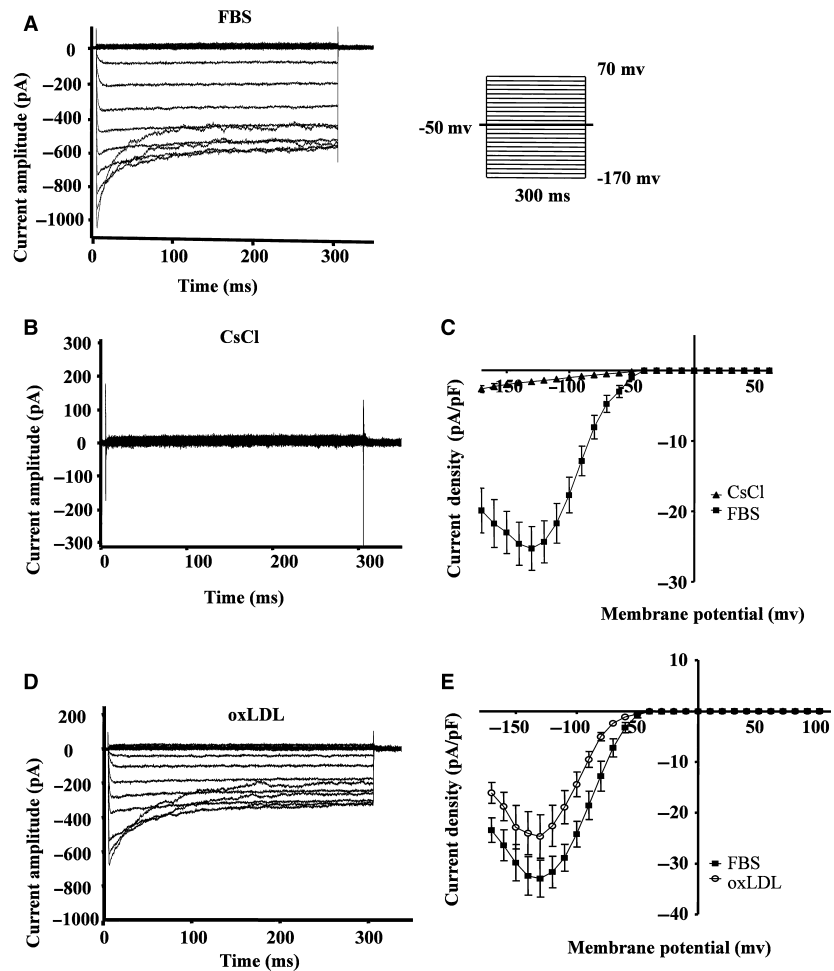 A
FBS
0
−200
−400
−600
−800
−1000
Current amplitude (pA)
0
100
200
300
Time (ms)
70 mv
-50 mv
-170 mv
300 ms
B
CsCl
300
200
100
0
−100
−200
−300
Current amplitude (pA)
0
100
200
300
Time (ms)
C
−150
−100
−50
50
−10
−20
−30
Current density (pA/pF)
CsCl
FBS
Membrane potential (mv)
D
oxLDL
200
0
−200
−400
−600
−800
−1000
Current amplitude (pA)
0
100
200
300
Time (ms)
E
10
−150
−100
−50
50
100
−10
−20
−30
−40
Current density (pA/pF)
FBS
oxLDL
Membrane potential (mv)